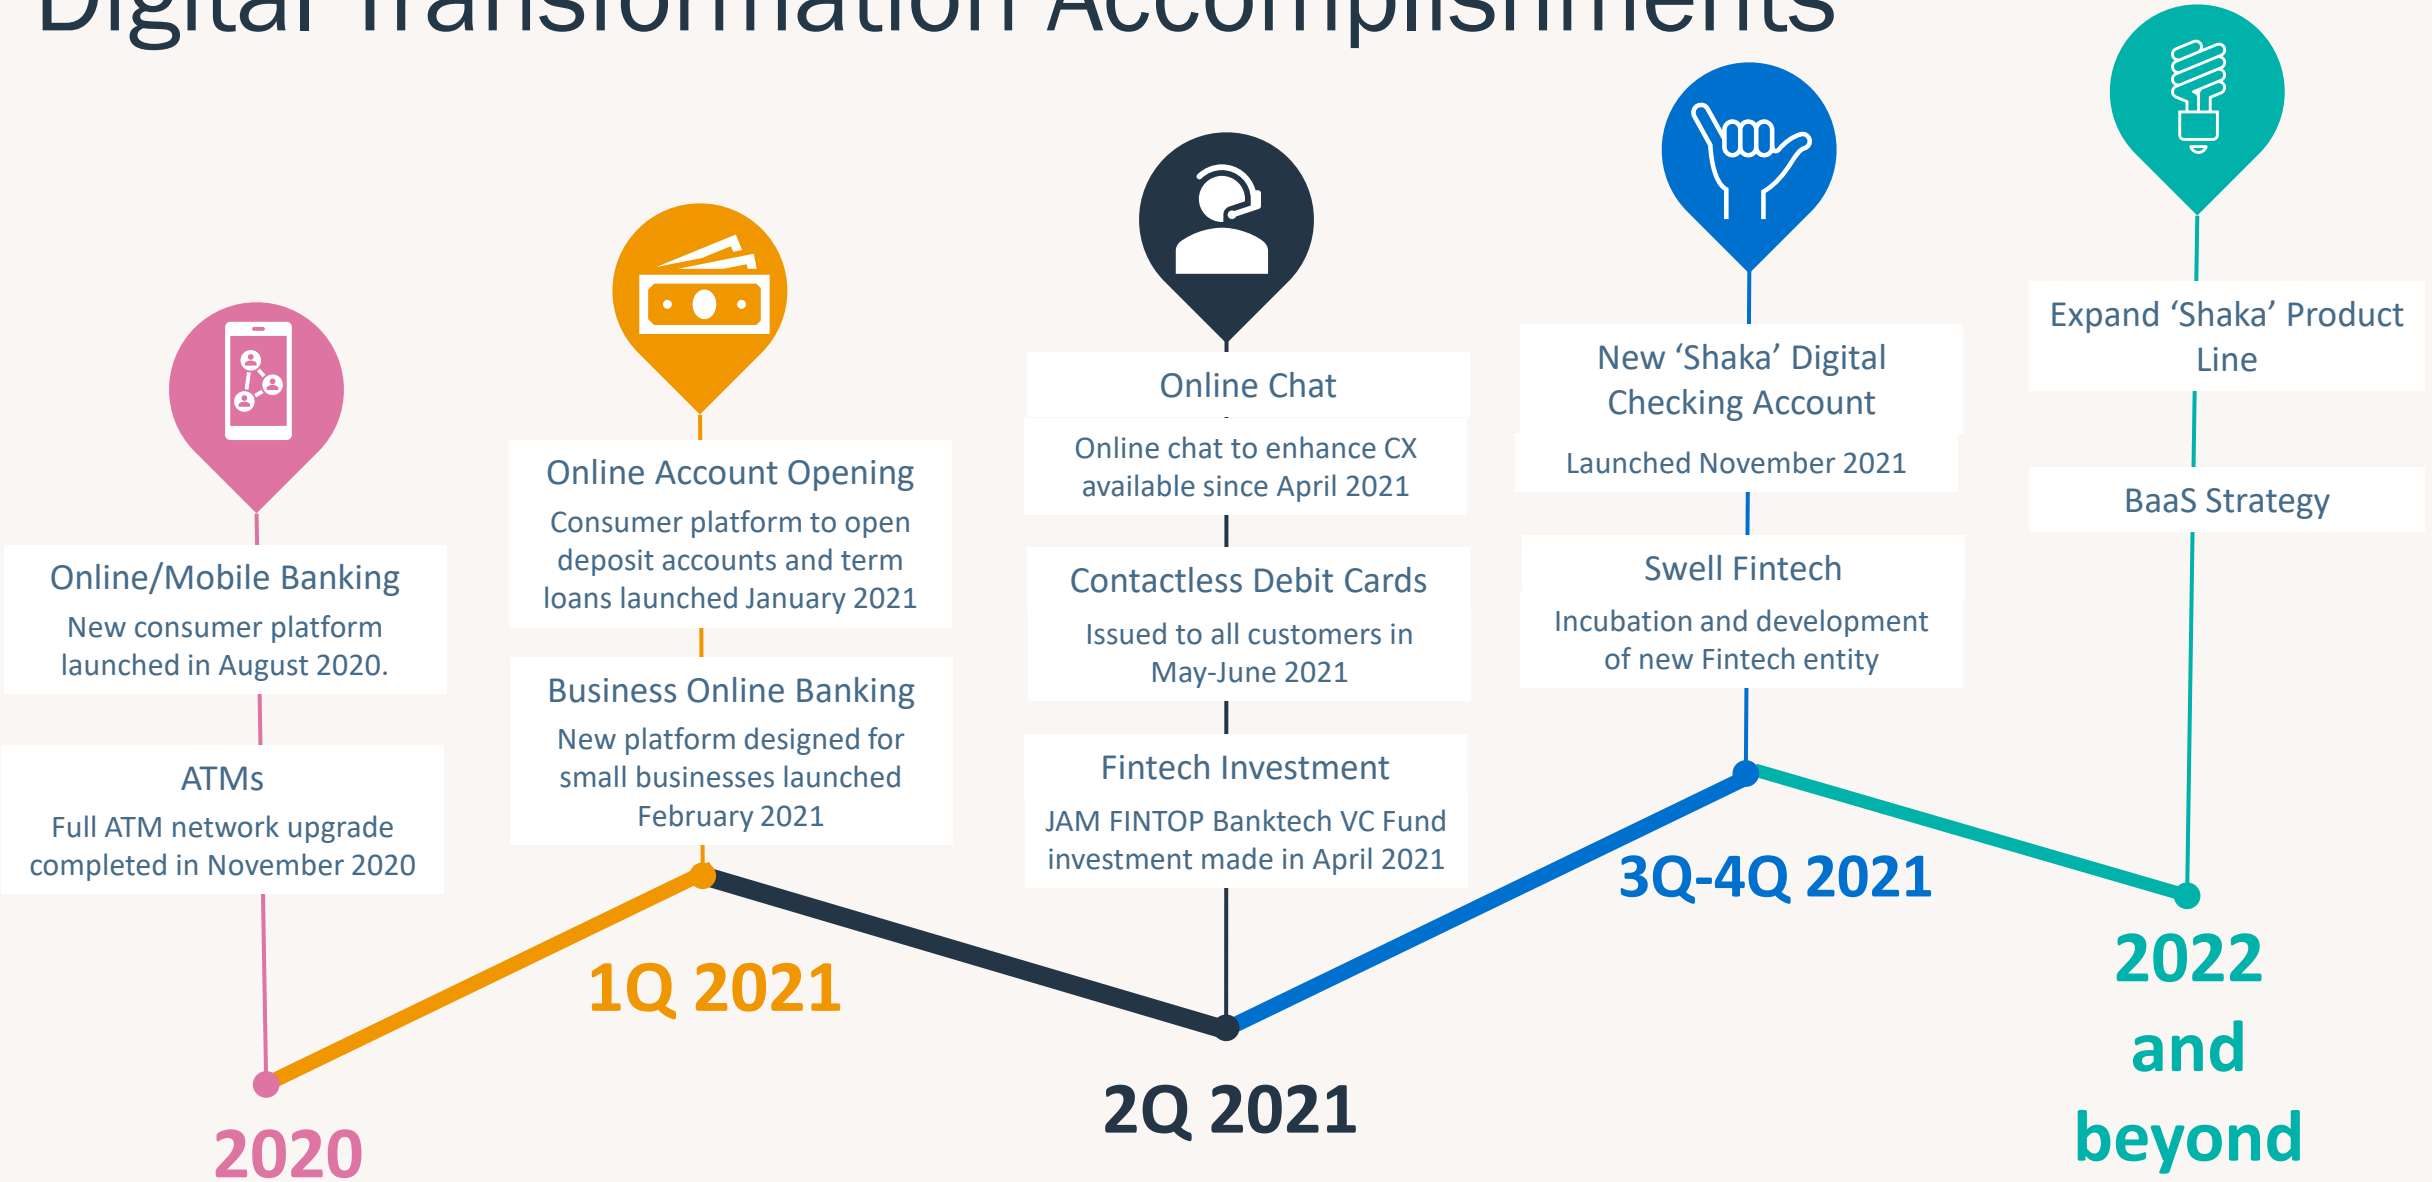 Digital Transformation Accomplishments
Online/Mobile Banking
New consumer platform
launched in August 2020.
ATMs
Full ATM network upgrade
completed in November 2020
2020
Online Account Opening
Consumer platform to open
deposit accounts and term
loans launched January 2021
Business Online Banking
New platform designed for
small businesses launched
February 2021
1Q 2021
Online Chat
Online chat to enhance CX
available since April 2021
Contactless Debit Cards
Issued to all customers in
May-June 2021
Fintech Investment
JAM FINTOP Banktech VC Fund
investment made in April 2021
2Q 2021
New ‘Shaka’ Digital
Checking Account
Launched November 2021
Swell Fintech
Incubation and development
of new Fintech entity
3Q-4Q 2021
Expand ‘Shaka’ Product
Line
BaaS Strategy
2022
and
beyond